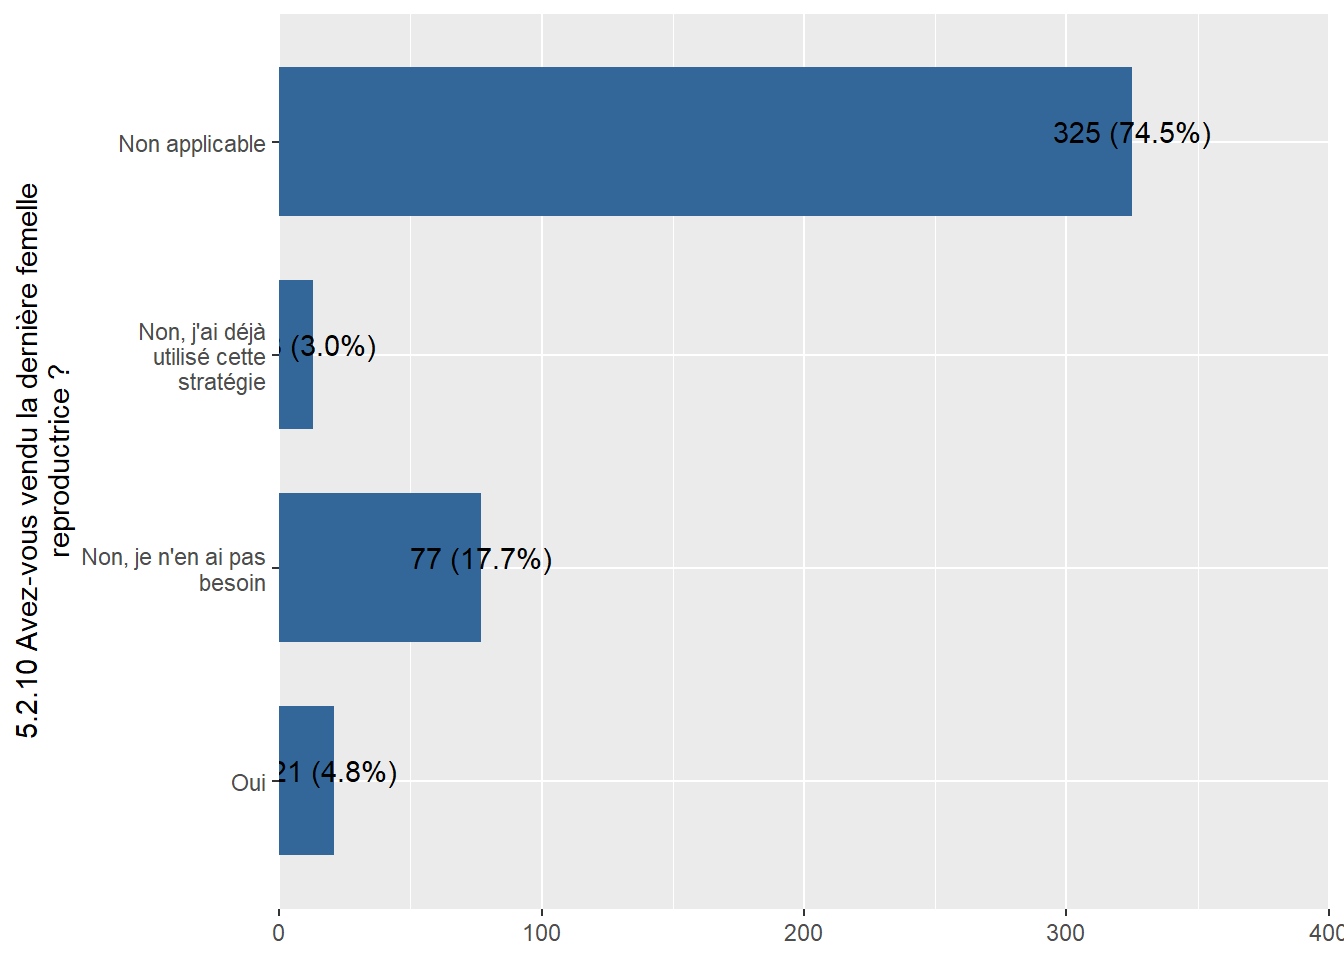 5.2.10 Avez-vous vendu la dernière femelle
reproductrice ?
Non applicable
325 (74.5%)
Non, j'ai déjà
utilisé cette
stratégie
(3.0%)
Non, je n'en ai pas
besoin
77 (17.7%)
Oui
21 (4.8%)
0
100
200
300
400